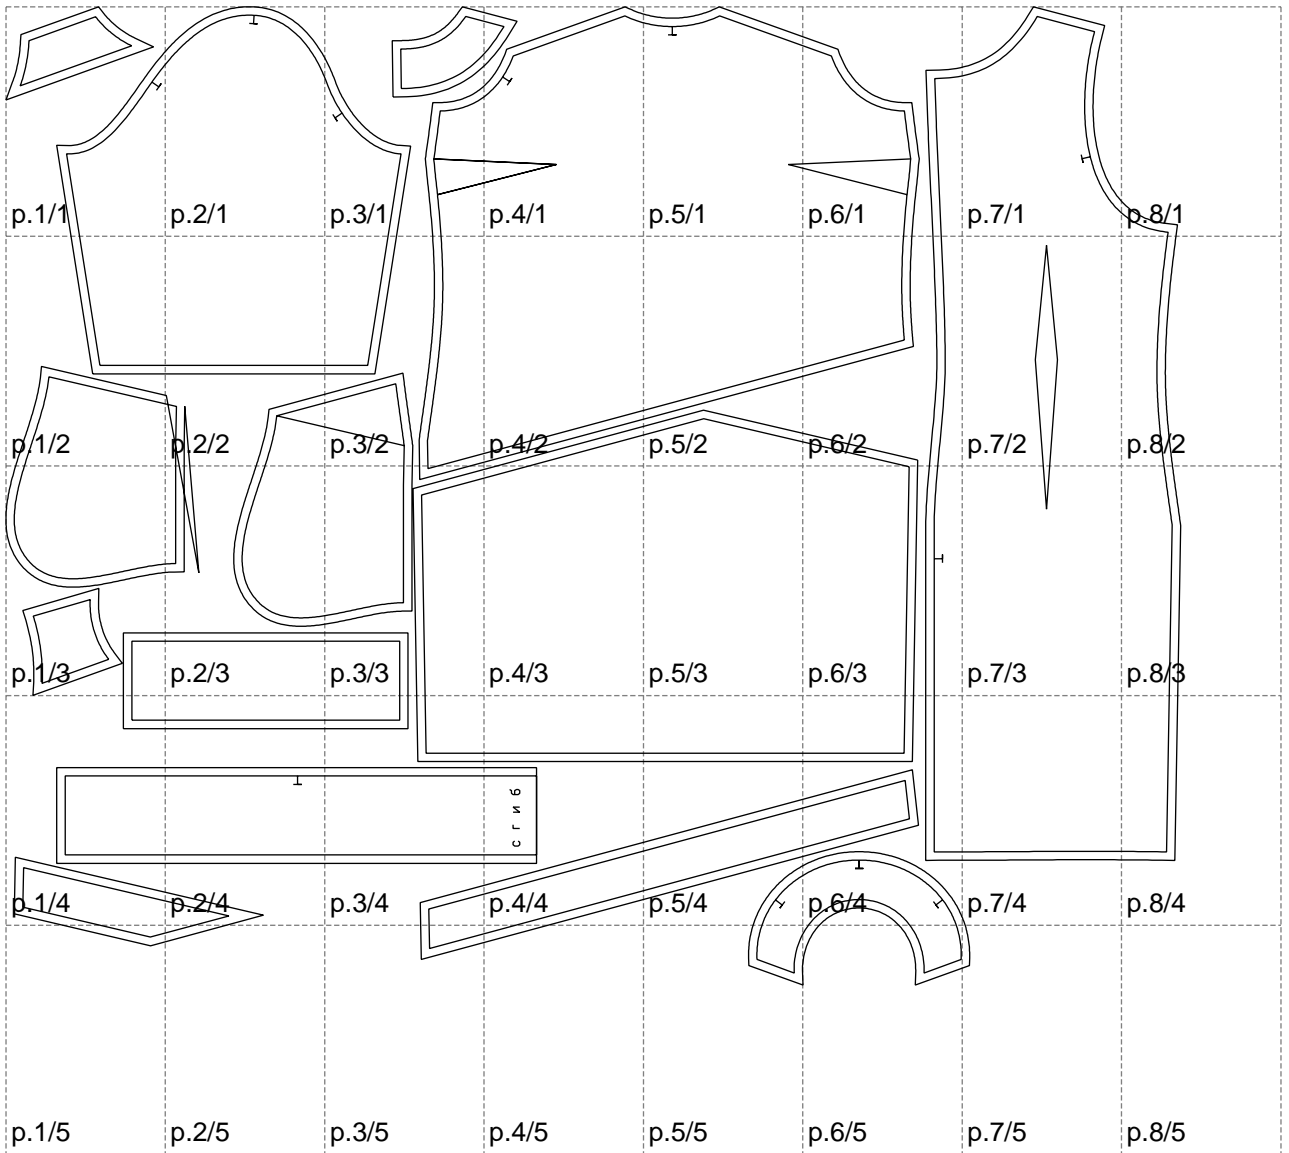 p.1/1 p.2/1 p.3/1 p.4/1 p.5/1 p.6/1 p.7/1 p.8/1
p.1/2 p.2/2 p.3/2 p.4/2 p.5/2 p.6/2 p.7/2 p.8/2
p.1/3 p.2/3 p.3/3 p.4/3 p.5/3 p.6/3 p.7/3 p.8/3
сгиб
p.1/4 p.2/4 p.3/4 p.4/4 p.5/4 p.6/4 p.7/4 p.8/4
p.1/5 p.2/5 p.3/5 p.4/5 p.5/5 p.6/5 p.7/5 p.8/5